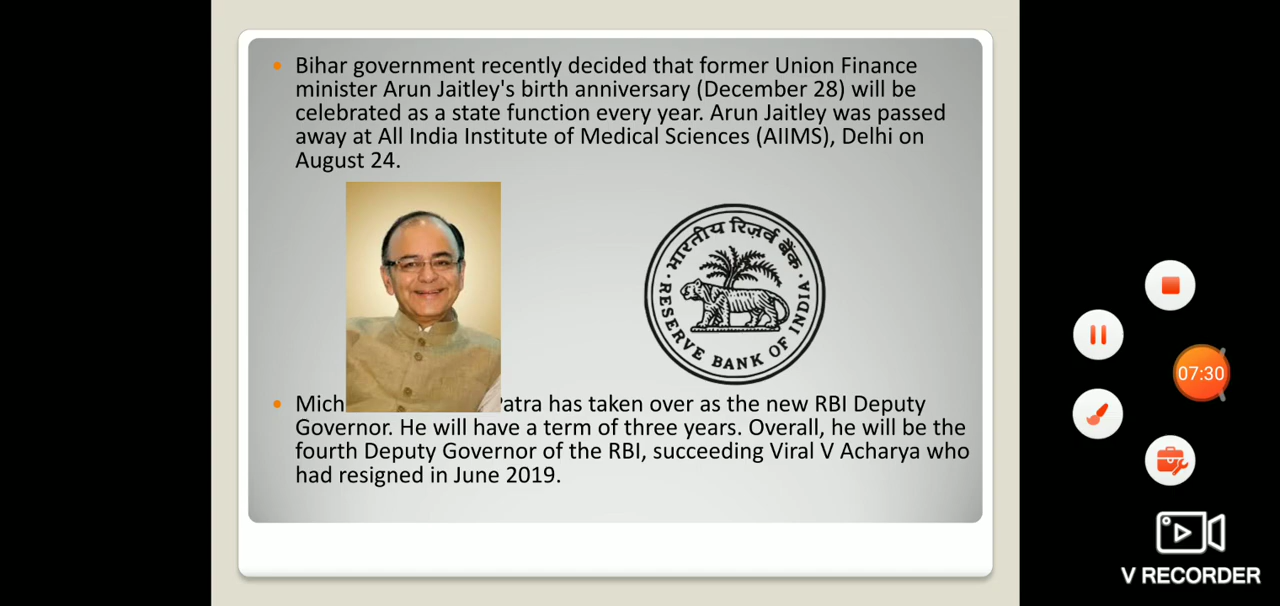 Bihar government recently decided that former Union Finance
minister Arun Jaitley's birth anniversary (December 28) will be
celebrated as a state function every year. Arun Jaitley was passed
away at All India Institute of Medical Sciences (AIIMS), Delhi on
August 24.
भारतीय रिज़र्व बैंक
RESERVE BANK OF INDIA
Patra has taken over as the new RBI Deputy
Governor. He will have a term of three years. Overall, he will be the
fourth Deputy Governor of the RBI, succeeding Viral V Acharya who
had resigned in June 2019.
07:30
V RECORDER